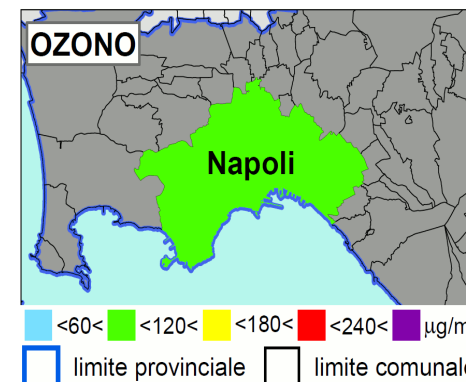 OZONO
Napoli
<60< <120< <180< <240< µg/m
limite provinciale limite comunale